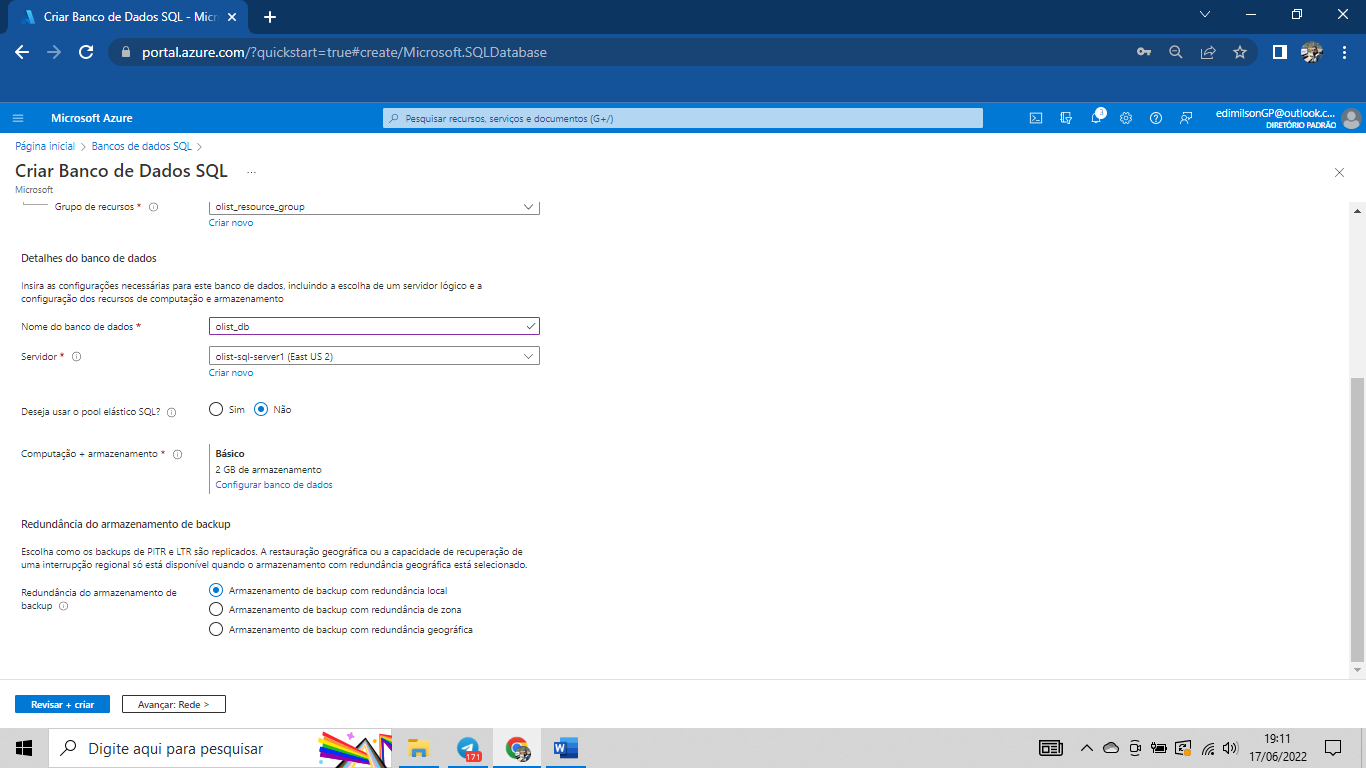 Criar Banco de Dados SQL - Micr
portal.azure.com/?quickstart=true#create/Microsoft.SQLDatabase
Microsoft Azure
Pesquisar recursos, serviços e documentos (G+/)
3
edimilsonGP@outlook.c...
DIRETÓRIO PADRÃO
Página inicial > Bancos de dados SQL >
Criar Banco de Dados SQL ...
Microsoft
Grupo de recursos *
olist_resource_group
Criar novo
Detalhes do banco de dados
Insira as configurações necessárias para este banco de dados, incluindo a escolha de um servidor lógico e a
configuração dos recursos de computação e armazenamento
Nome do banco de dados *
olist_db
Servidor *
olist-sql-server1 (East US 2)
Criar novo
Deseja usar o pool elástico SQL?
Sim
Não
Computação + armazenamento *
Básico
2 GB de armazenamento
Configurar banco de dados
Redundância do armazenamento de backup
Escolha como os backups de PITR e LTR são replicados. A restauração geográfica ou a capacidade de recuperação de
uma interrupção regional só está disponível quando o armazenamento com redundância geográfica está selecionado.
Redundância do armazenamento de
backup
Armazenamento de backup com redundância local
Armazenamento de backup com redundância de zona
Armazenamento de backup com redundância geográfica
Revisar + criar
Avançar: Rede >
Digite aqui para pesquisar
171
W
19:11
17/06/2022